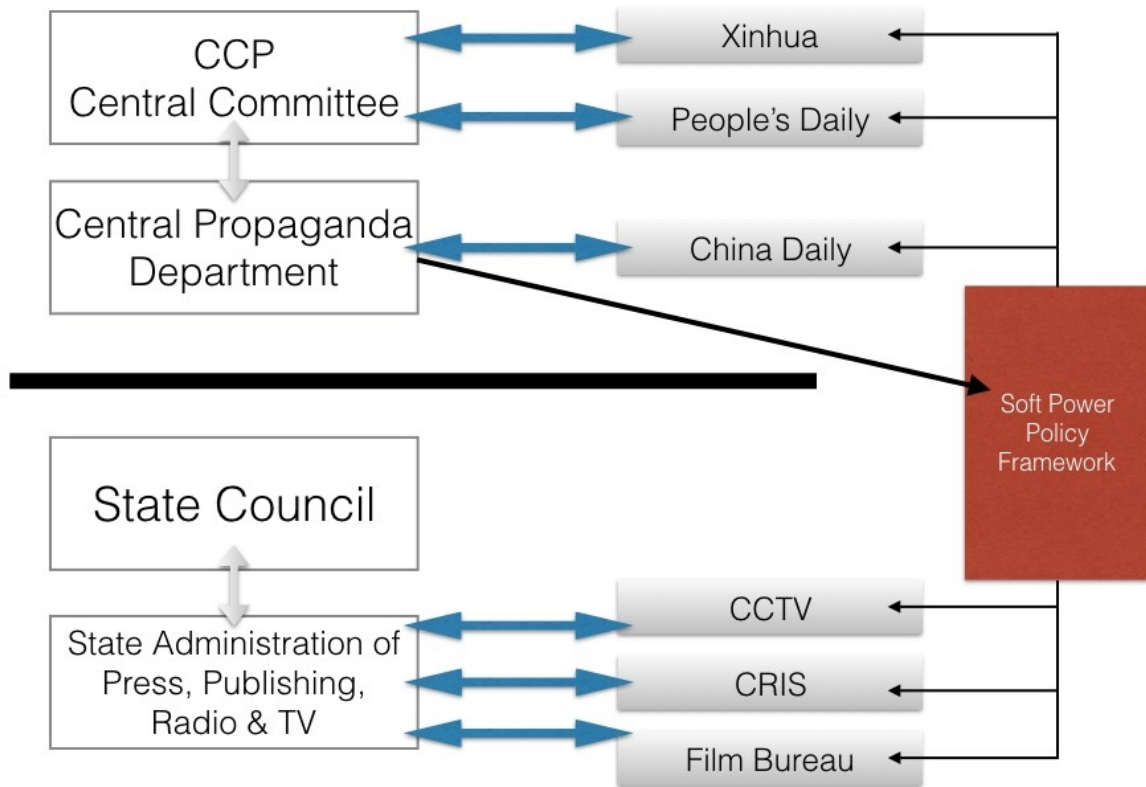 CCP
Central Committee
Xinhua
People's Daily
Central Propaganda
Department
China Daily
Soft Power
Policy
Framework
State Council
State Administration of
Press, Publishing,
Radio & TV
CCTV
CRIS
Film Bureau